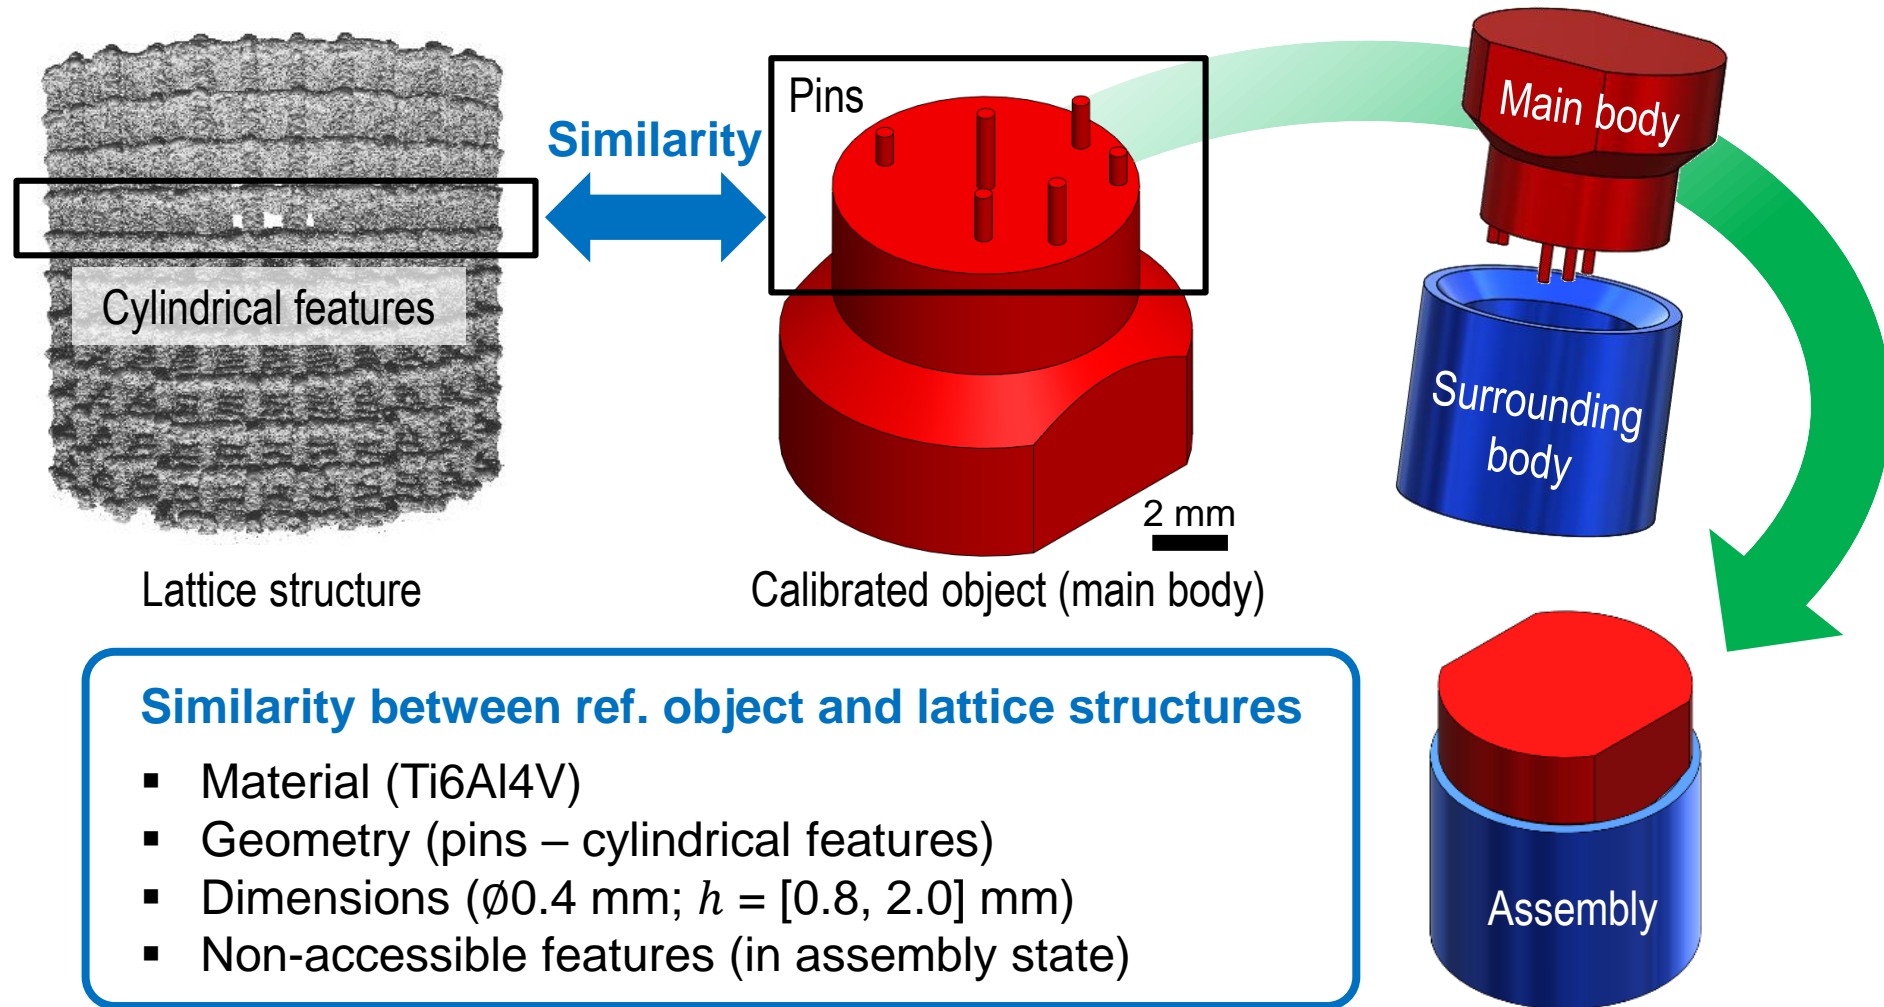 Pins
Similarity
Main body
Cylindrical features
Surrounding
body
2 mm
Lattice structure
Calibrated object (main body)
Similarity between ref. object and lattice structures
▪ Material (Ti6Al4V)
▪ Geometry (pins – cylindrical features)
▪ Dimensions (Ø0.4 mm; ℎ = [0.8, 2.0] mm)
▪ Non-accessible features (in assembly state)
Assembly